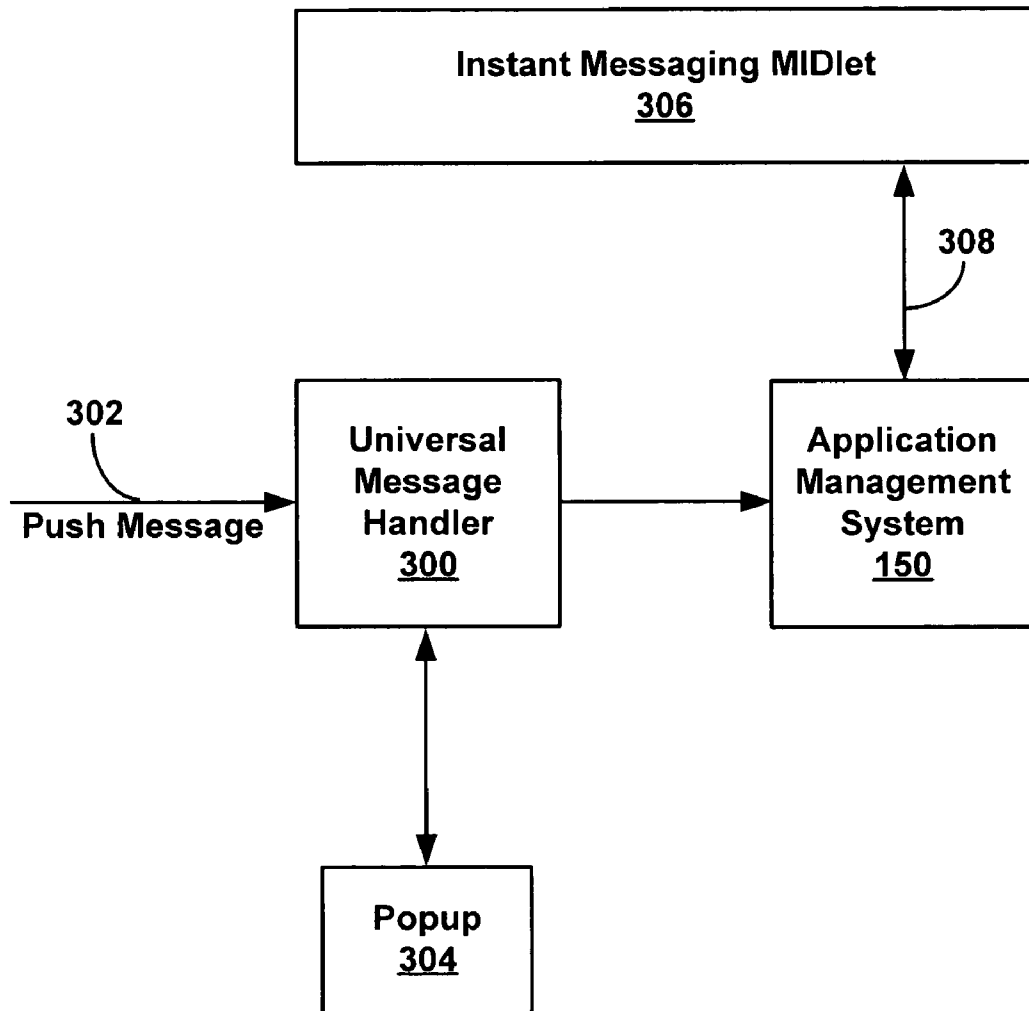 Instant Messaging MIDlet
306
308
302
Push Message
Universal
Message
Handler
300
Application
Management
System
150
Popup
304